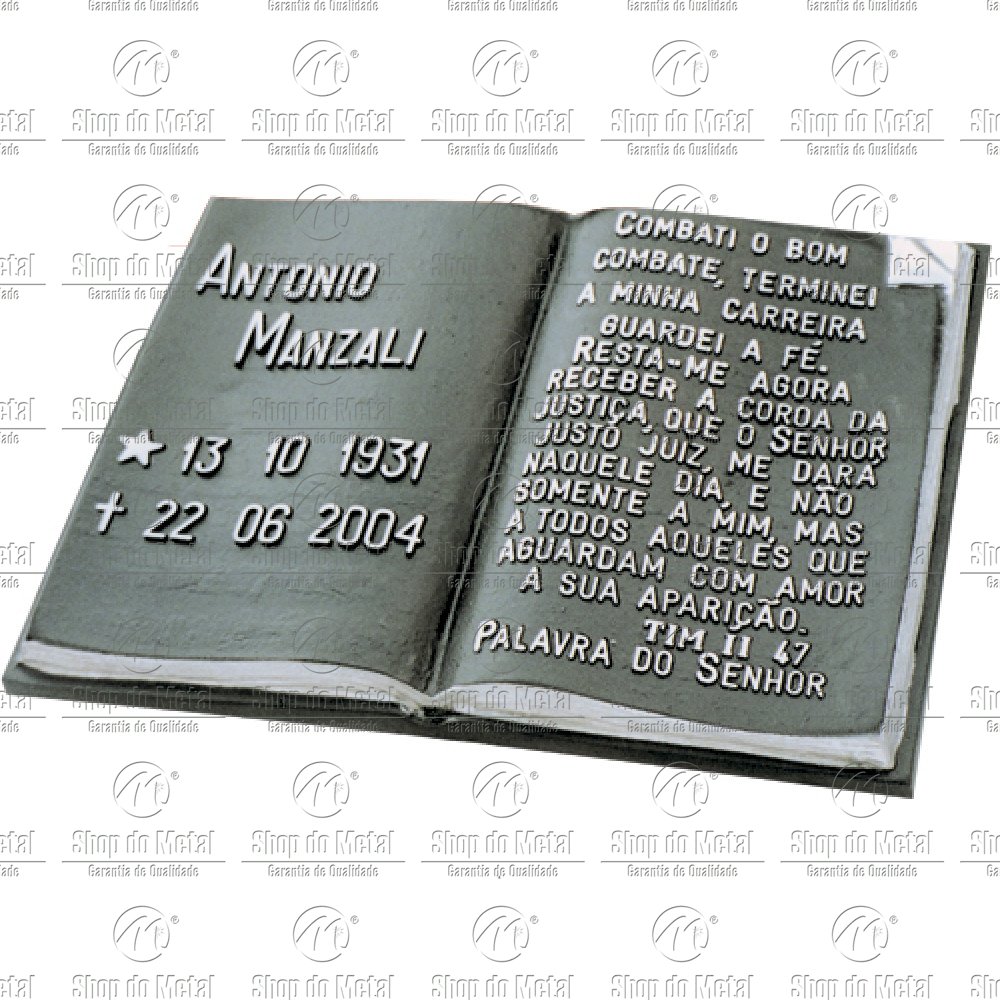 Antonio
Manzali
★ 13 10 1931
✝ 22 06 2004
Combati o bom
combate, terminei
a minha carreira
guardei a fé.
Resta-me agora
receber a coroa da
justiça, que o Senhor
justo juiz, me dará
naquele dia, e não
somente a mim, mas
a todos aqueles que
aguardam com amor
a sua aparição.
TIM II 47
Palavra do Senhor
Shop do Metal
Garantia de Qualidade